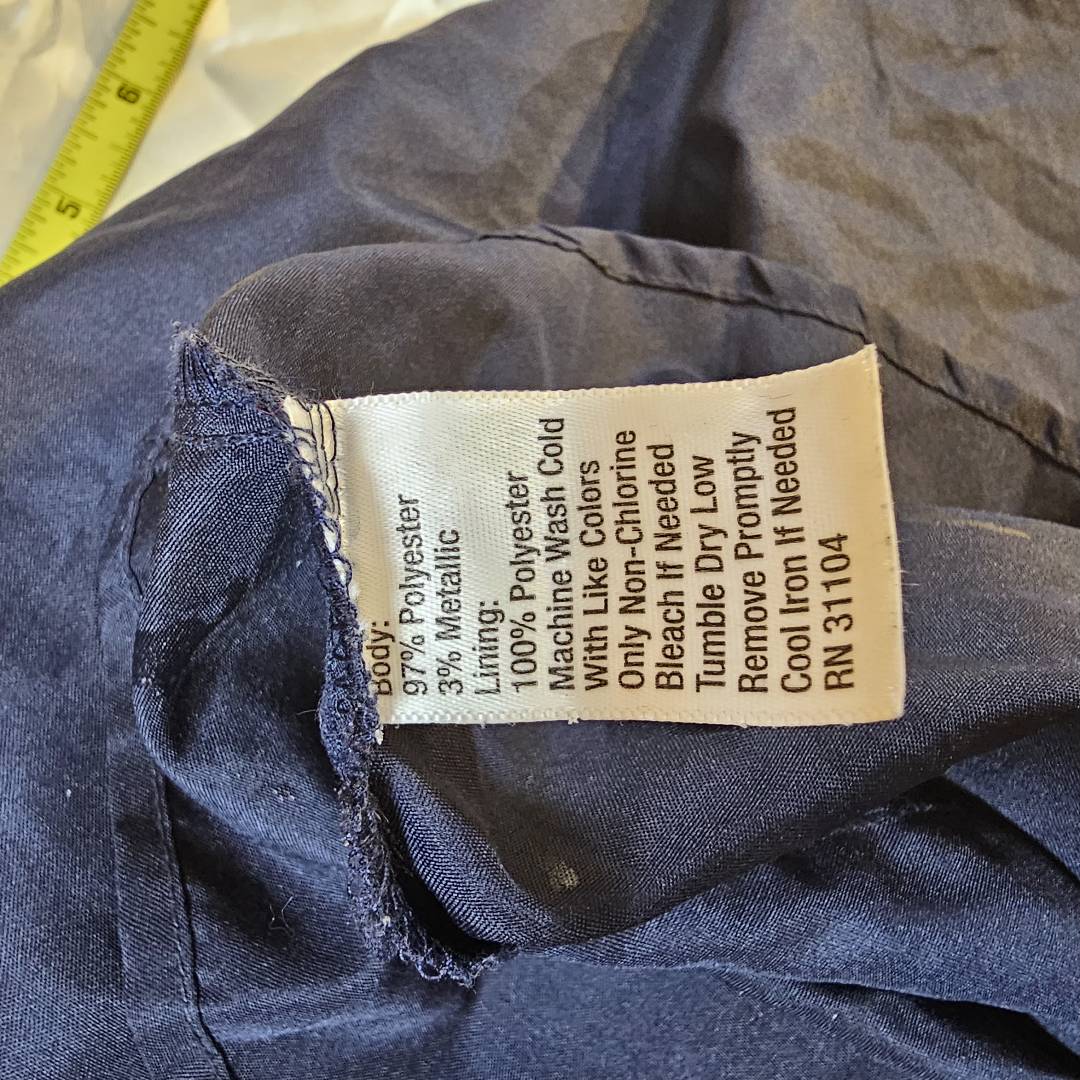 Body:
97% Polyester
3% Metallic
Lining:
100% Polyester
Machine Wash Cold
With Like Colors
Only Non-Chlorine
Bleach If Needed
Tumble Dry Low
Remove Promptly
Cool Iron If Needed
RN 31104
6
5